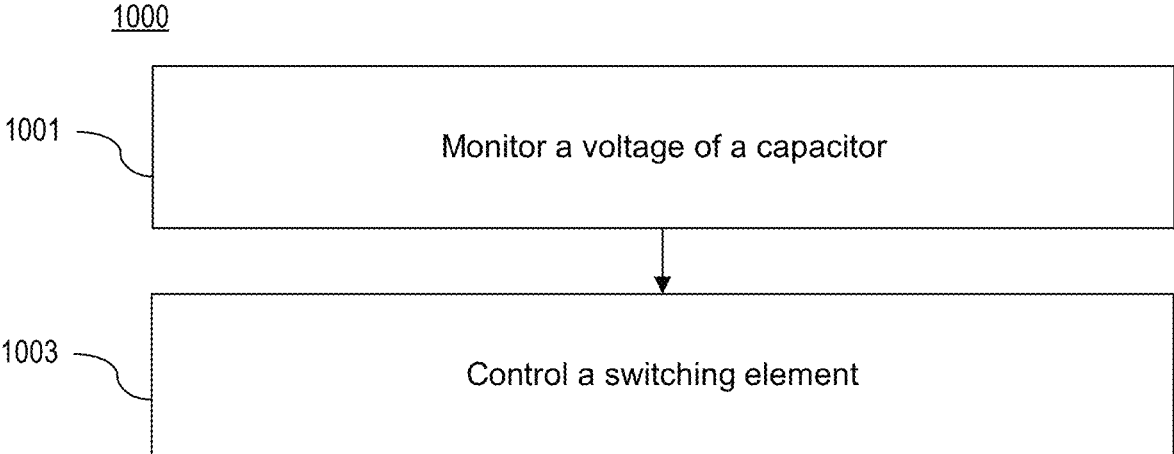 1000
1001
Monitor a voltage of a capacitor
1003
Control a switching element